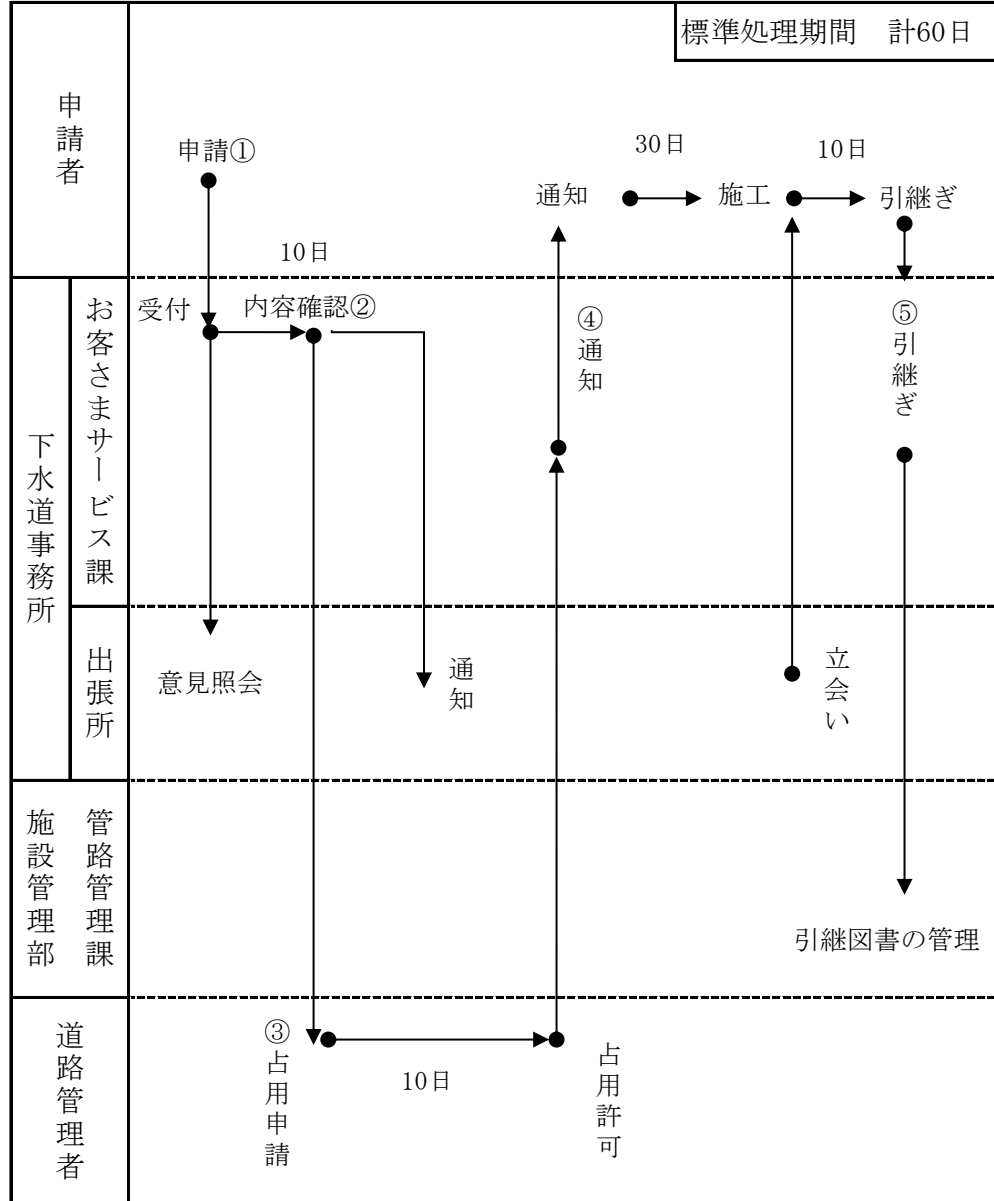 標準処理期間　計60日
申請者
申請①
10日
通知
30日
施工
10日
引継ぎ
下水道事務所
お客さまサービス課
受付
内容確認②
④通知
⑤引継ぎ
出張所
意見照会
通知
立会い
施設管理部
管路管理課
引継図書の管理
道路管理者
③占用申請
10日
占用許可